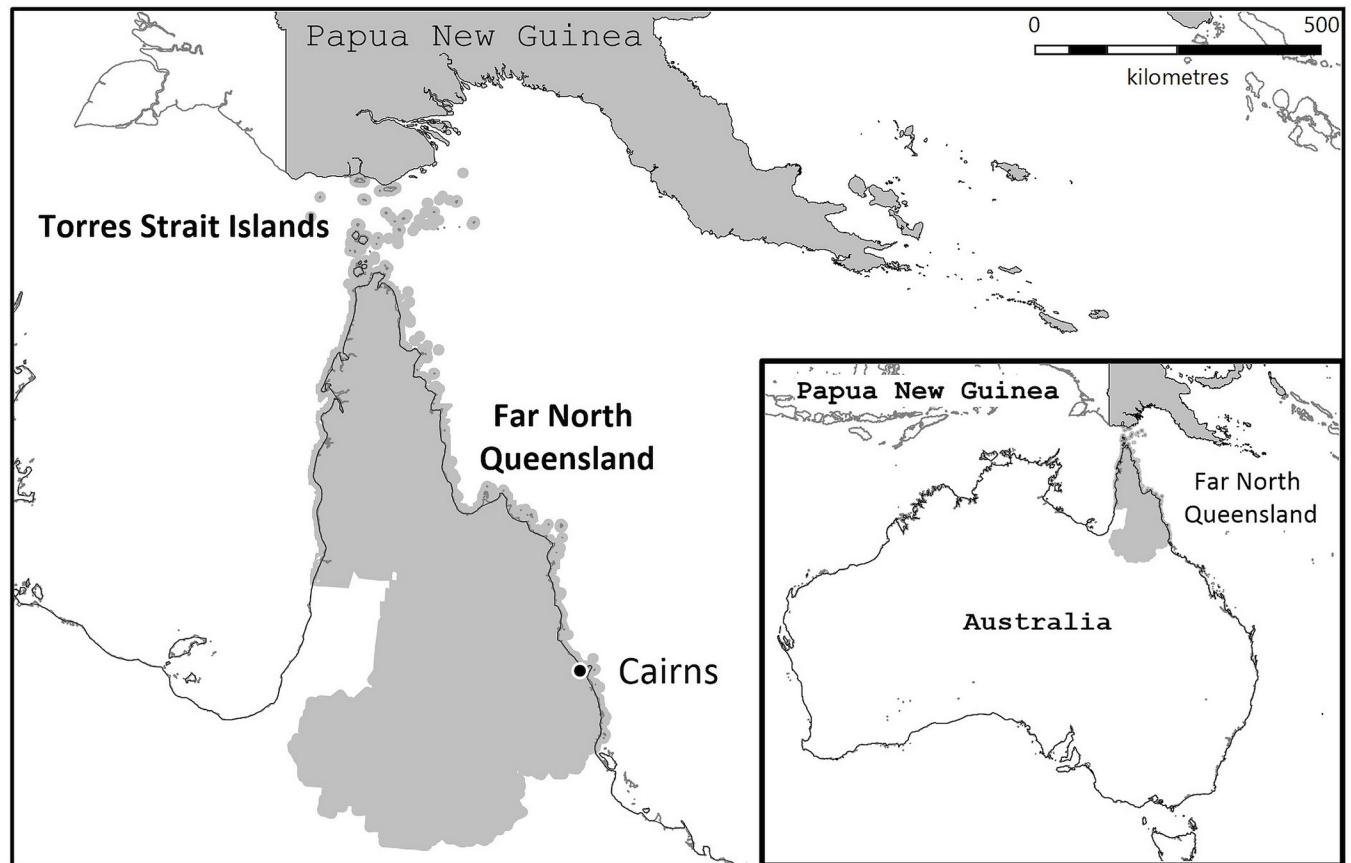 Papua New Guinea
0 500
kilometres
Torres Strait Islands
Far North
Queensland
Cairns
Papua New Guinea
Far North
Queensland
Australia